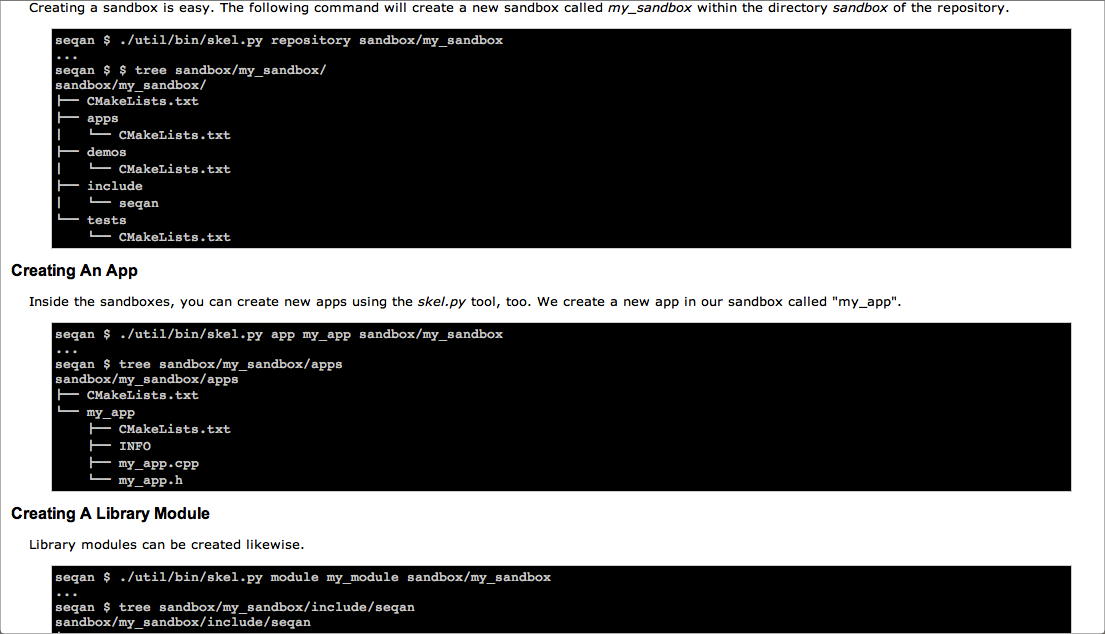 Creating a sandbox is easy. The following command will create a new sandbox called my_sandbox within the directory sandbox of the repository.
seqan $ ./util/bin/skel.py repository sandbox/my_sandbox
...
seqan $ $ tree sandbox/my_sandbox/
sandbox/my_sandbox/
├── CMakeLists.txt
├── apps
│   └── CMakeLists.txt
├── demos
│   └── CMakeLists.txt
├── include
│   └── seqan
└── tests
    └── CMakeLists.txt
Creating An App
Inside the sandboxes, you can create new apps using the skel.py tool, too. We create a new app in our sandbox called "my_app".
seqan $ ./util/bin/skel.py app my_app sandbox/my_sandbox
...
seqan $ tree sandbox/my_sandbox/apps
sandbox/my_sandbox/apps
├── CMakeLists.txt
└── my_app
    ├── CMakeLists.txt
    ├── INFO
    ├── my_app.cpp
    └── my_app.h
Creating A Library Module
Library modules can be created likewise.
seqan $ ./util/bin/skel.py module my_module sandbox/my_sandbox
...
seqan $ tree sandbox/my_sandbox/include/seqan
sandbox/my_sandbox/include/seqan